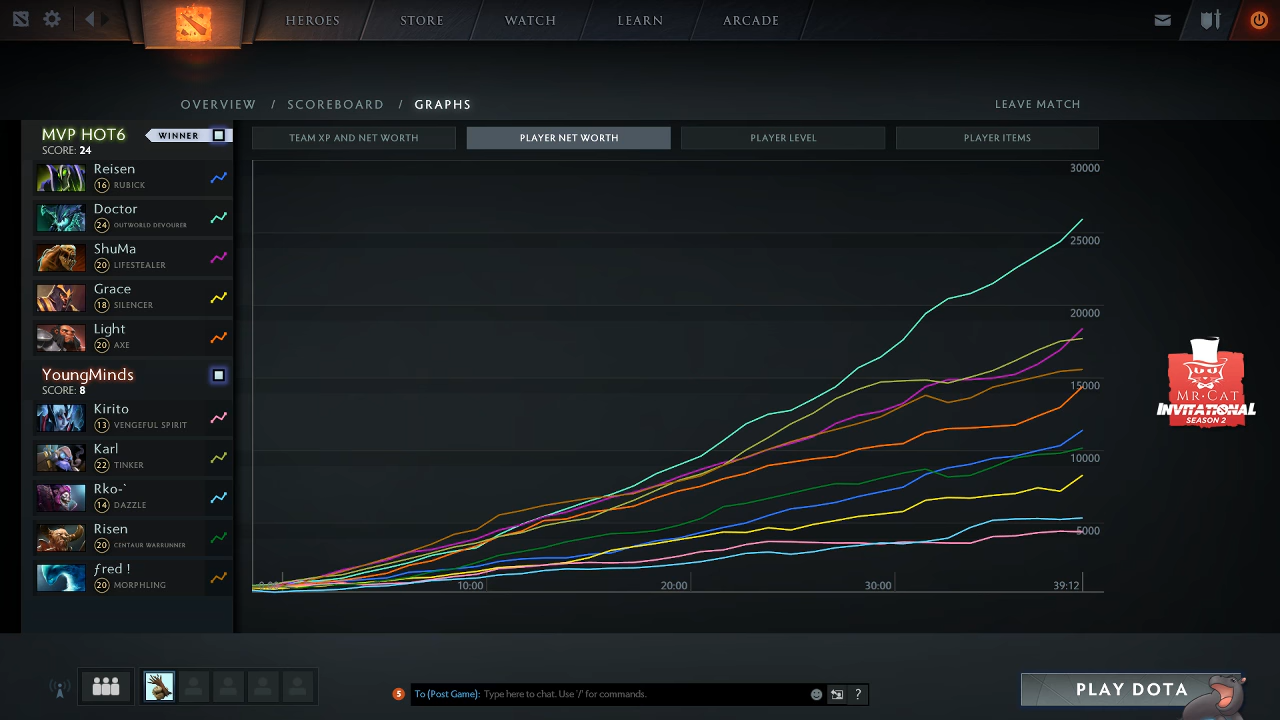 HEROES
STORE
WATCH
LEARN
ARCADE
OVERVIEW / SCOREBOARD / GRAPHS
LEAVE MATCH
MVP HOT6
WINNER
SCORE: 24
Reisen
16 RUBICK
Doctor
24 OUTWORLD DEVOURER
ShuMa
20 LIFESTEALER
Grace
18 SILENCER
Light
20 AXE
YoungMinds
SCORE: 8
Kirito
13 VENGEFUL SPIRIT
Karl
22 TINKER
Rko-`
14 DAZZLE
Risen
20 CENTAUR WARRUNNER
ƒred !
20 MORPHLING
TEAM XP AND NET WORTH
PLAYER NET WORTH
PLAYER LEVEL
PLAYER ITEMS
30000
25000
20000
15000
10000
5000
10:00
20:00
30:00
39:12
MR·CAT
INVITATIONAL
SEASON 2
5
To (Post Game): Type here to chat. Use '/' for commands.
?
PLAY DOTA